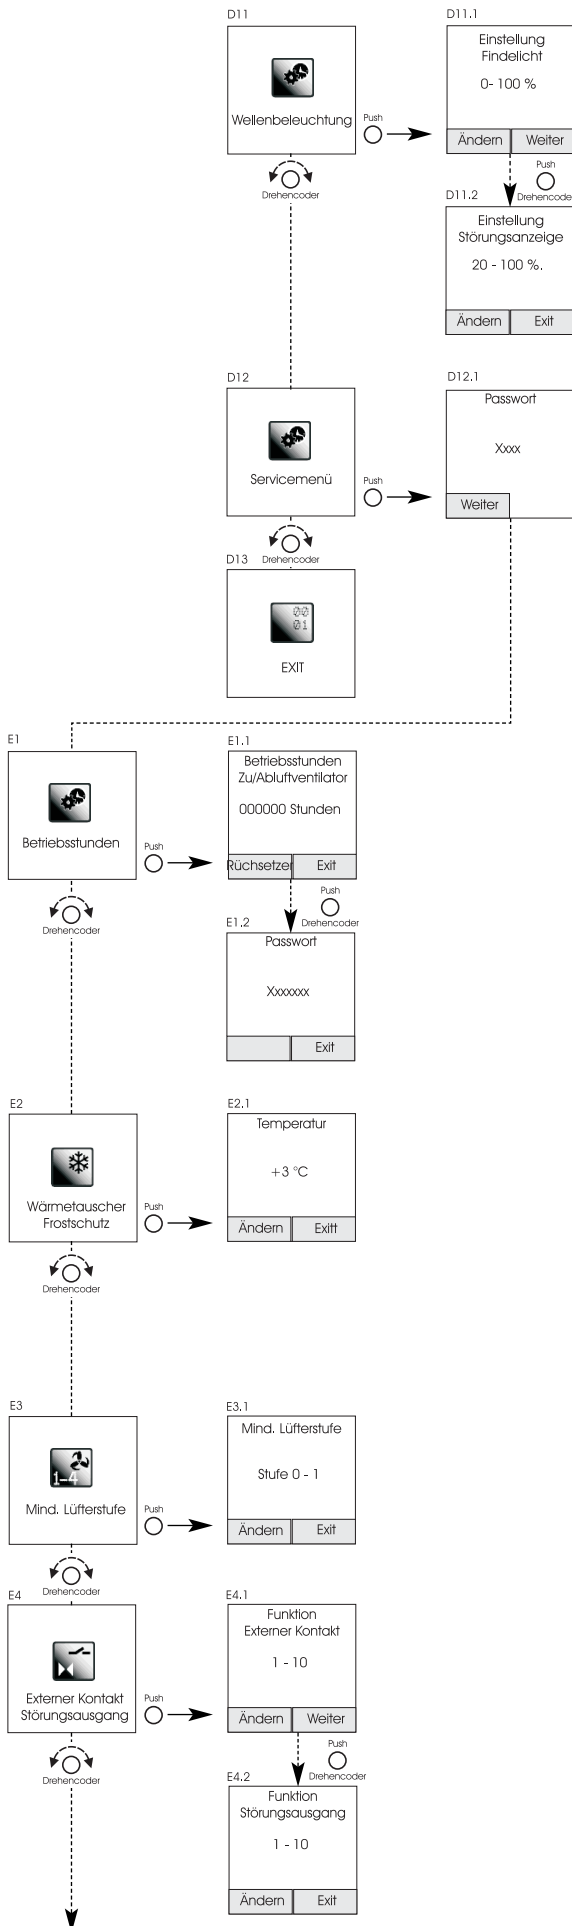 D11
Wellenbeleuchtung
Push
Drehencoder
D11.1
Einstellung
Findelicht
0- 100 %
Ändern Weiter
Push
Drehencode
D11.2
Einstellung
Störungsanzeige
20 - 100 %.
Ändern Exit
D12
Servicemenü
Push
Drehencoder
D12.1
Passwort
Xxxx
Weiter
D13
00
01
EXIT
E1
Betriebsstunden
Push
Drehencoder
E1.1
Betriebsstunden
Zu/Abluftventilator
000000 Stunden
Rüchsetzer Exit
Push
Drehencoder
E1.2
Passwort
Xxxxxxx
Exit
E2
Wärmetauscher
Frostschutz
Push
Drehencoder
E2.1
Temperatur
+3 °C
Ändern Exitt
E3
1-4
Mind. Lüfterstufe
Push
Drehencoder
E3.1
Mind. Lüfterstufe
Stufe 0 - 1
Ändern Exit
E4
Externer Kontakt
Störungsausgang
Push
Drehencoder
E4.1
Funktion
Externer Kontakt
1 - 10
Ändern Weiter
Push
Drehencoder
E4.2
Funktion
Störungsausgang
1 - 10
Ändern Exit